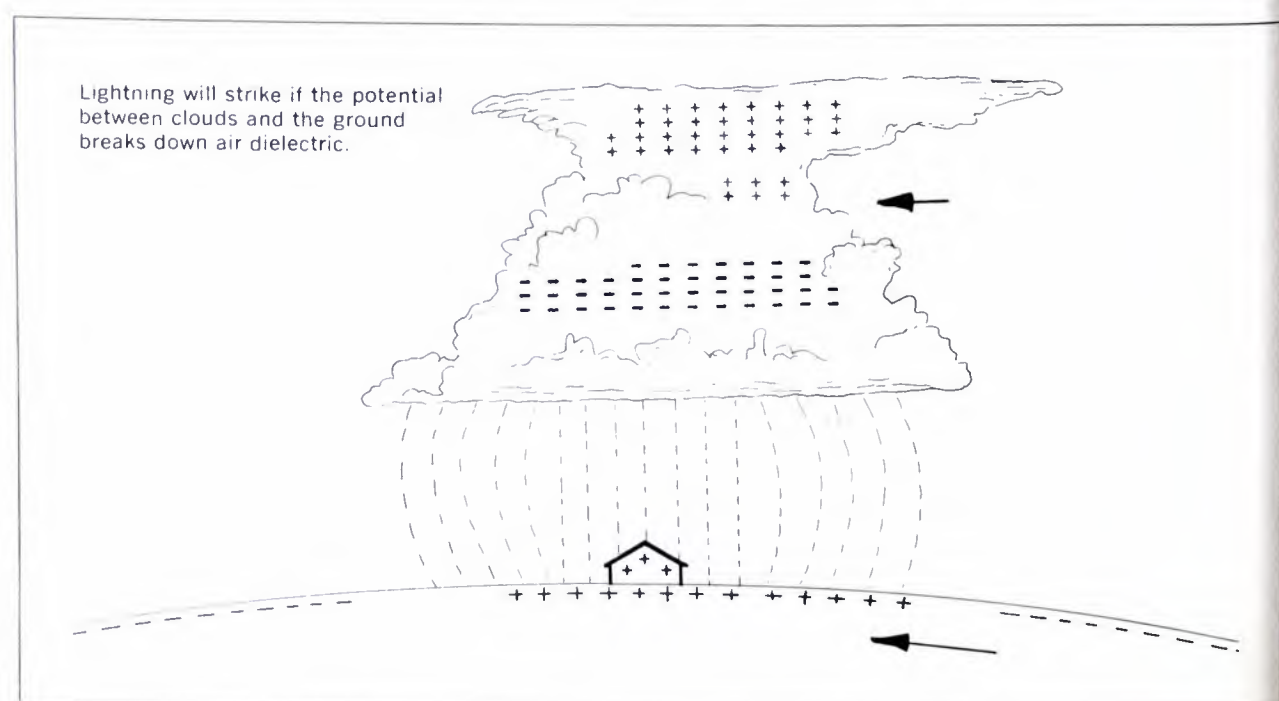 Lightning will strike if the potential
between clouds and the ground
breaks down air dielectric.